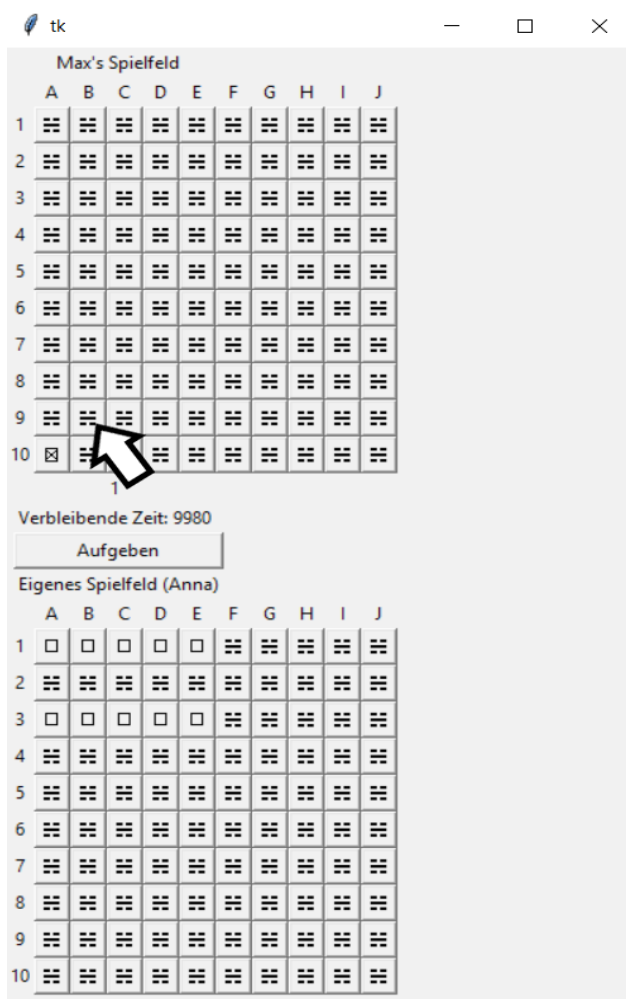 tk
Max's Spielfeld
A B C D E F G H I J
1 ☵ ☵ ☵ ☵ ☵ ☵ ☵ ☵ ☵ ☵
2 ☵ ☵ ☵ ☵ ☵ ☵ ☵ ☵ ☵ ☵
3 ☵ ☵ ☵ ☵ ☵ ☵ ☵ ☵ ☵ ☵
4 ☵ ☵ ☵ ☵ ☵ ☵ ☵ ☵ ☵ ☵
5 ☵ ☵ ☵ ☵ ☵ ☵ ☵ ☵ ☵ ☵
6 ☵ ☵ ☵ ☵ ☵ ☵ ☵ ☵ ☵ ☵
7 ☵ ☵ ☵ ☵ ☵ ☵ ☵ ☵ ☵ ☵
8 ☵ ☵ ☵ ☵ ☵ ☵ ☵ ☵ ☵ ☵
9 ☵ ☵ ☵ ☵ ☵ ☵ ☵ ☵ ☵ ☵
10 ☒ ☵ ☵ ☵ ☵ ☵ ☵ ☵ ☵
1
Verbleibende Zeit: 9980
Aufgeben
Eigenes Spielfeld (Anna)
A B C D E F G H I J
1 ☐ ☐ ☐ ☐ ☐ ☵ ☵ ☵ ☵ ☵
2 ☵ ☵ ☵ ☵ ☵ ☵ ☵ ☵ ☵ ☵
3 ☐ ☐ ☐ ☐ ☐ ☵ ☵ ☵ ☵ ☵
4 ☵ ☵ ☵ ☵ ☵ ☵ ☵ ☵ ☵ ☵
5 ☵ ☵ ☵ ☵ ☵ ☵ ☵ ☵ ☵ ☵
6 ☵ ☵ ☵ ☵ ☵ ☵ ☵ ☵ ☵ ☵
7 ☵ ☵ ☵ ☵ ☵ ☵ ☵ ☵ ☵ ☵
8 ☵ ☵ ☵ ☵ ☵ ☵ ☵ ☵ ☵ ☵
9 ☵ ☵ ☵ ☵ ☵ ☵ ☵ ☵ ☵ ☵
10 ☵ ☵ ☵ ☵ ☵ ☵ ☵ ☵ ☵ ☵